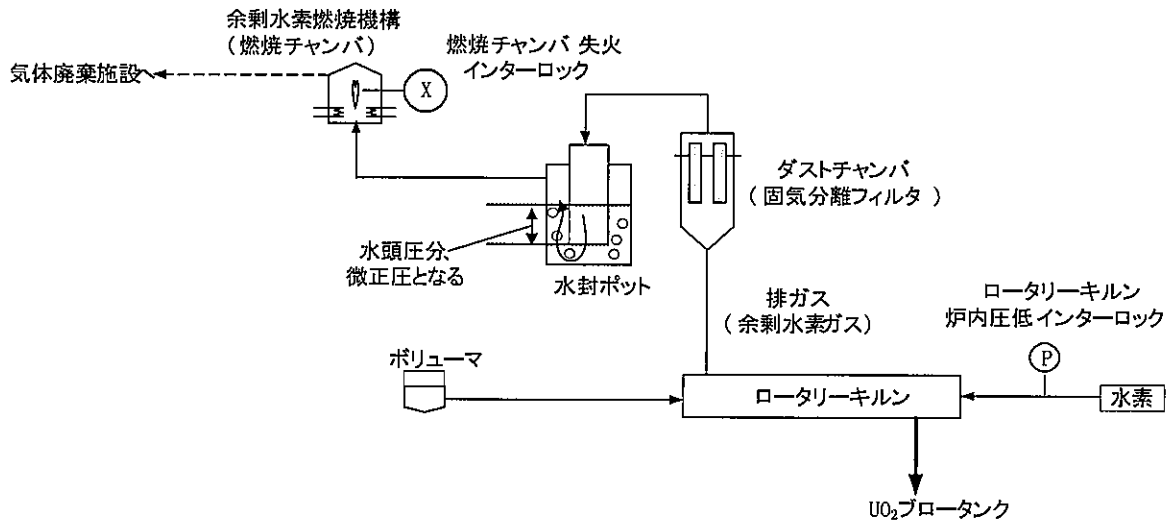 余剰水素燃焼機構
(燃焼チャンバ)
気体廃棄施設
X
燃焼チャンバ 失火
インターロック
ダストチャンバ
(固気分離フィルタ)
水頭圧分、
微正圧となる
水封ポット
排ガス
(余剰水素ガス)
ロータリーキルン
炉内圧低インターロック
P
ボリューマ
ロータリーキルン
水素
UO₂ブロータンク